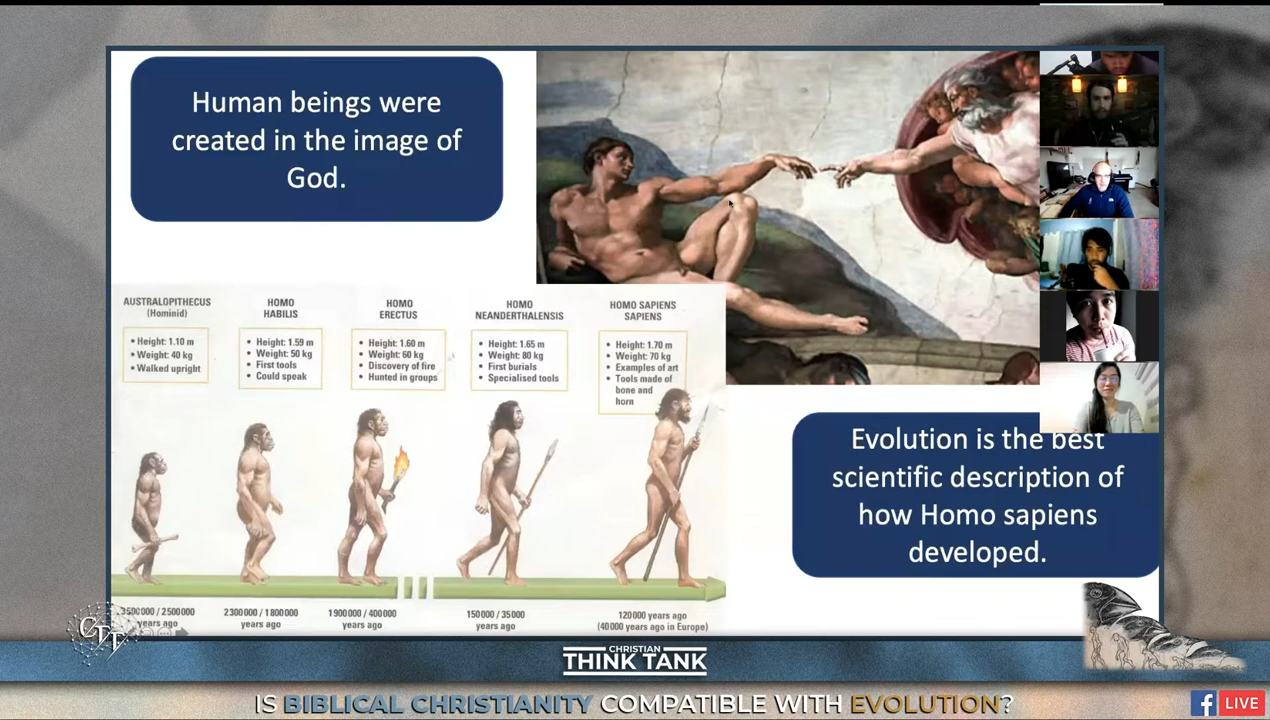 Human beings were
created in the image of
God.
AUSTRALOPITHECUS
(Hominid)
• Height: 1.10 m
• Weight: 40 kg
• Walked upright
HOMO
HABILIS
• Height: 1.59 m
• Weight: 50 kg
• First tools
• Could speak
HOMO
ERECTUS
• Height: 1.60 m
• Weight: 60 kg
• Discovery of fire
• Hunted in groups
HOMO
NEANDERTHALENSIS
• Height: 1.65 m
• Weight: 80 kg
• First burials
• Specialised tools
HOMO SAPIENS
SAPIENS
• Height: 1.70 m
• Weight: 70 kg
• Examples of art
• Tools made of
bone and
horn
3500000 / 2500000
years ago
2300000 / 1800000
years ago
1900000 / 400000
years ago
150000 / 35000
years ago
120000 years ago
(40000 years ago in Europe)
Evolution is the best
scientific description of
how Homo sapiens
developed.
CTT
CHRISTIAN
THINK TANK
IS BIBLICAL CHRISTIANITY COMPATIBLE WITH EVOLUTION?
f LIVE